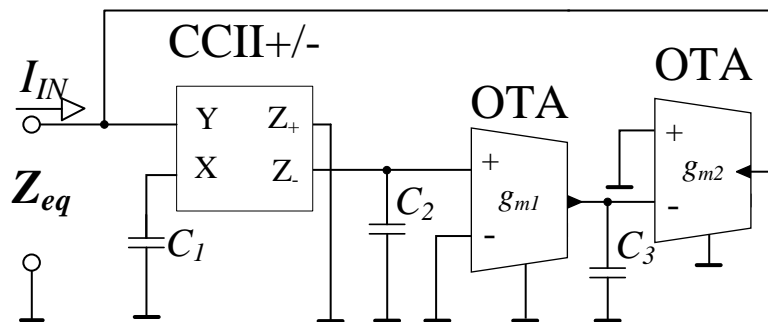 CCII+/-
OTA
I_IN
OTA
Y
Z+
+
+
g_m2
X
Z-
g_m1
-
Z_eq
C_1
C_2
-
C_3